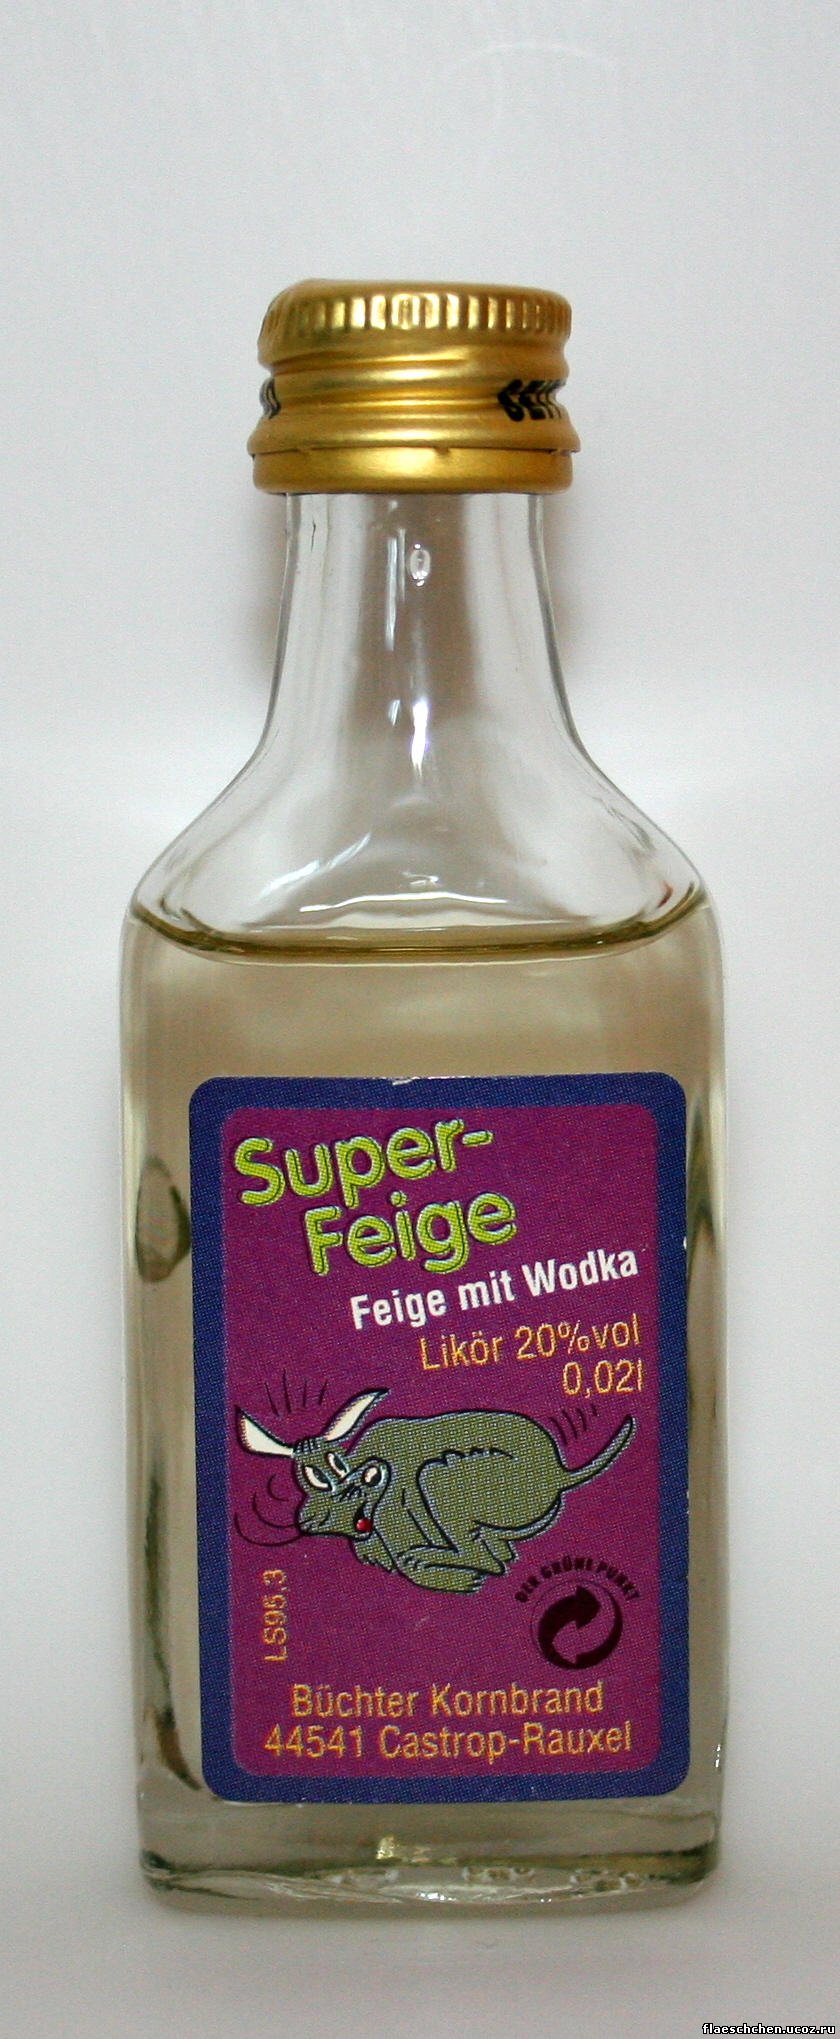 SEIT
Super-
Feige
Feige mit Wodka
Likör 20%vol
0,02l
DER GRÜNE PUNKT
LS95.3
Büchter Kornbrand
44541 Castrop-Rauxel
flaeschchen.ucoz.ru